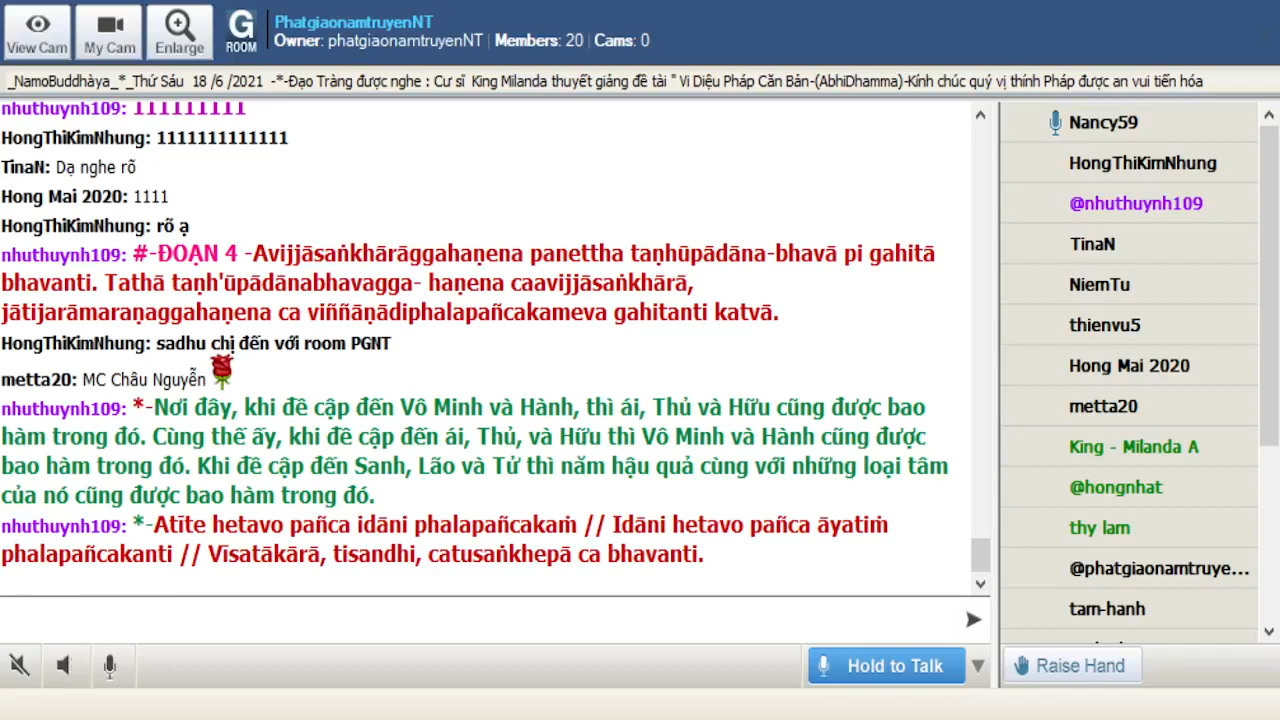 View Cam
My Cam
Enlarge
G
ROOM
PhatgiaonamtruyenNT
Owner: phatgiaonamtruyenNT | Members: 20 | Cams: 0
_NamoBuddhàya_*_Thứ Sáu 18 /6 /2021 -*-Đạo Tràng được nghe : Cư sĩ King Milanda thuyết giảng đề tài " Vi Diệu Pháp Căn Bản-(AbhiDhamma)-Kính chúc quý vị thính Pháp được an vui tiến hóa
nhuthuynh109: 111111111
HongThiKimNhung: 1111111111111
TinaN: Dạ nghe rõ
Hong Mai 2020: 1111
HongThiKimNhung: rõ ạ
nhuthuynh109: #-ĐOẠN 4 -Avijjāsaṅkhārāggahaṇena panettha taṇhūpādāna-bhavā pi gahitā
bhavanti. Tathā taṇh'ūpādānabhavagga- haṇena caavijjāsaṅkhārā,
jātijarāmaraṇaggahaṇena ca viññāṇādiphalapañcakameva gahitanti katvā.
HongThiKimNhung: sadhu chị đến với room PGNT
metta20: MC Châu Nguyễn
nhuthuynh109: *-Nơi đây, khi đề cập đến Vô Minh và Hành, thì ái, Thủ và Hữu cũng được bao
hàm trong đó. Cùng thế ấy, khi đề cập đến ái, Thủ, và Hữu thì Vô Minh và Hành cũng được
bao hàm trong đó. Khi đề cập đến Sanh, Lão và Tử thì năm hậu quả cùng với những loại tâm
của nó cũng được bao hàm trong đó.
nhuthuynh109: *-Atīte hetavo pañca idāni phalapañcakaṁ // Idāni hetavo pañca āyatiṁ
phalapañcakanti // Vīsatākārā, tisandhi, catusaṅkhepā ca bhavanti.
Nancy59
HongThiKimNhung
@nhuthuynh109
TinaN
NiemTu
thienvu5
Hong Mai 2020
metta20
King - Milanda A
@hongnhat
thy lam
@phatgiaonamtruye...
tam-hanh
Hold to Talk
Raise Hand